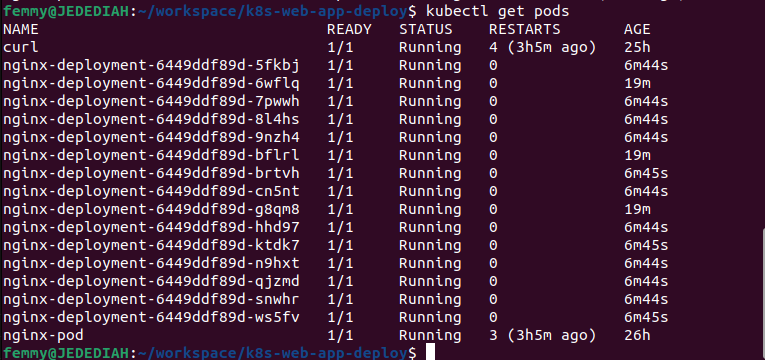 femmy@JEDEDIAH:~/workspace/k8s-web-app-deploy$ kubectl get pods
NAME READY STATUS RESTARTS AGE
curl 1/1 Running 4 (3h5m ago) 25h
nginx-deployment-6449ddf89d-5fkbj 1/1 Running 0 6m44s
nginx-deployment-6449ddf89d-6wflq 1/1 Running 0 19m
nginx-deployment-6449ddf89d-7pwwh 1/1 Running 0 6m44s
nginx-deployment-6449ddf89d-8l4hs 1/1 Running 0 6m44s
nginx-deployment-6449ddf89d-9nzh4 1/1 Running 0 6m44s
nginx-deployment-6449ddf89d-bflrl 1/1 Running 0 19m
nginx-deployment-6449ddf89d-brtvh 1/1 Running 0 6m45s
nginx-deployment-6449ddf89d-cn5nt 1/1 Running 0 6m44s
nginx-deployment-6449ddf89d-g8qm8 1/1 Running 0 19m
nginx-deployment-6449ddf89d-hhd97 1/1 Running 0 6m44s
nginx-deployment-6449ddf89d-ktdk7 1/1 Running 0 6m45s
nginx-deployment-6449ddf89d-n9hxt 1/1 Running 0 6m44s
nginx-deployment-6449ddf89d-qjzmd 1/1 Running 0 6m44s
nginx-deployment-6449ddf89d-snwhr 1/1 Running 0 6m44s
nginx-deployment-6449ddf89d-ws5fv 1/1 Running 0 6m45s
nginx-pod 1/1 Running 3 (3h5m ago) 26h
femmy@JEDEDIAH:~/workspace/k8s-web-app-deploy$